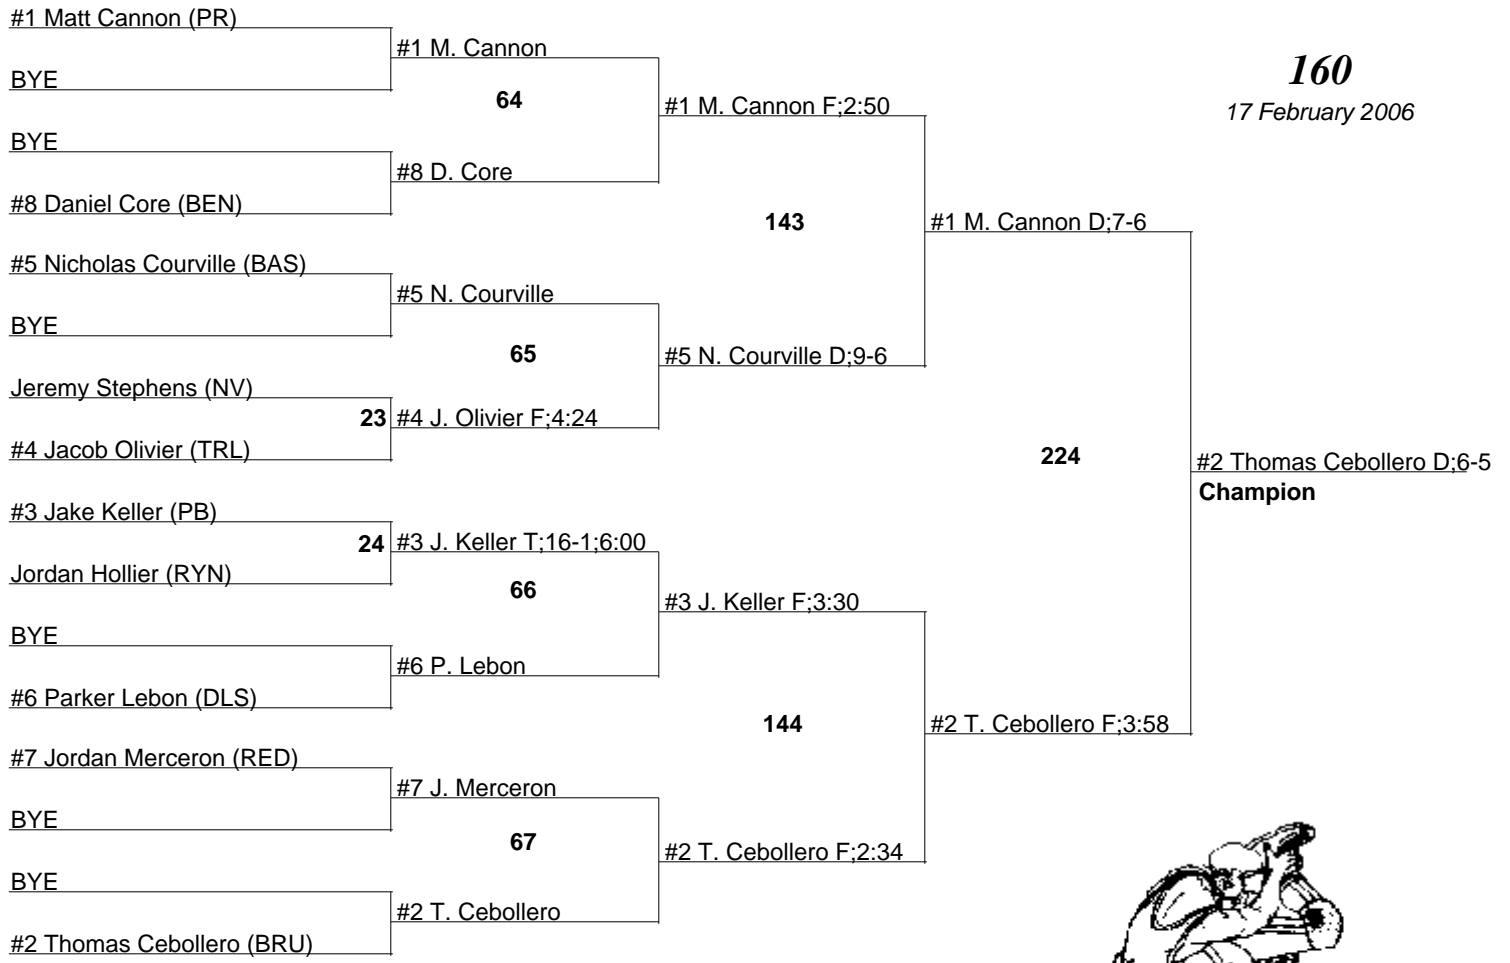 #1 Matt Cannon (PR)
BYE
BYE
#8 Daniel Core (BEN)
#5 Nicholas Courville (BAS)
BYE
Jeremy Stephens (NV)
#4 Jacob Olivier (TRL)
#3 Jake Keller (PB)
Jordan Hollier (RYN)
BYE
#6 Parker Lebon (DLS)
#7 Jordan Merceron (RED)
BYE
BYE
#2 Thomas Cebollero (BRU)
#1 M. Cannon
64
#8 D. Core
#5 N. Courville
65
23 #4 J. Olivier F;4:24
24 #3 J. Keller T;16-1;6:00
66
#6 P. Lebon
#7 J. Merceron
67
#2 T. Cebollero
#1 M. Cannon F;2:50
143
#5 N. Courville D;9-6
#3 J. Keller F;3:30
144
#2 T. Cebollero F;2:34
#1 M. Cannon D;7-6
224
#2 T. Cebollero F;3:58
#2 Thomas Cebollero D;6-5
Champion
160
17 February 2006